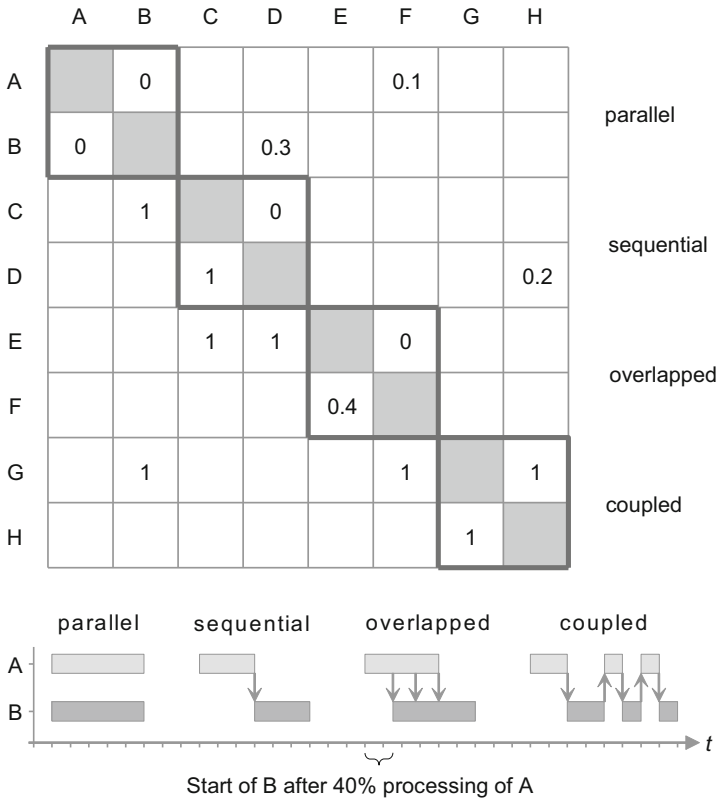 A B C D E F G H
A 0 0.1
parallel
B 0 0.3
C 1 0
sequential
D 1 0.2
E 1 1 0
overlapped
F 0.4
G 1 1 1
coupled
H 1
parallel sequential overlapped coupled
A
B
t
Start of B after 40% processing of A